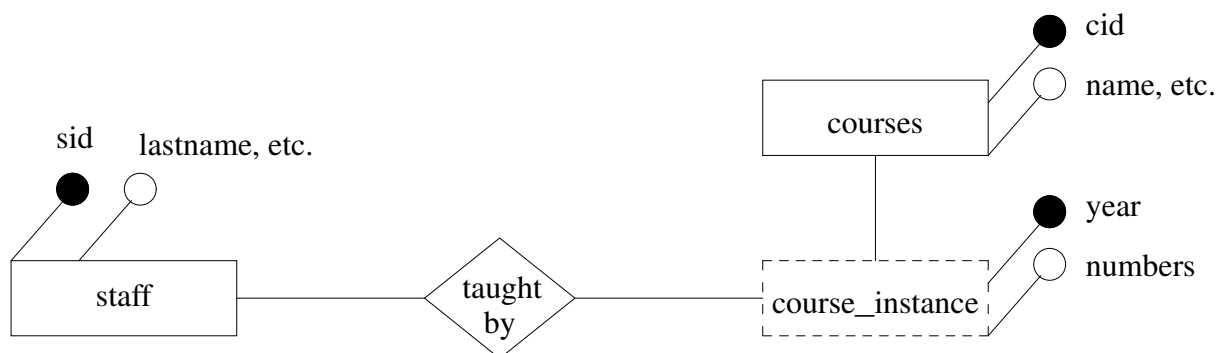 cid
name, etc.
courses
sid
lastname, etc.
year
numbers
staff
taught
by
course_instance